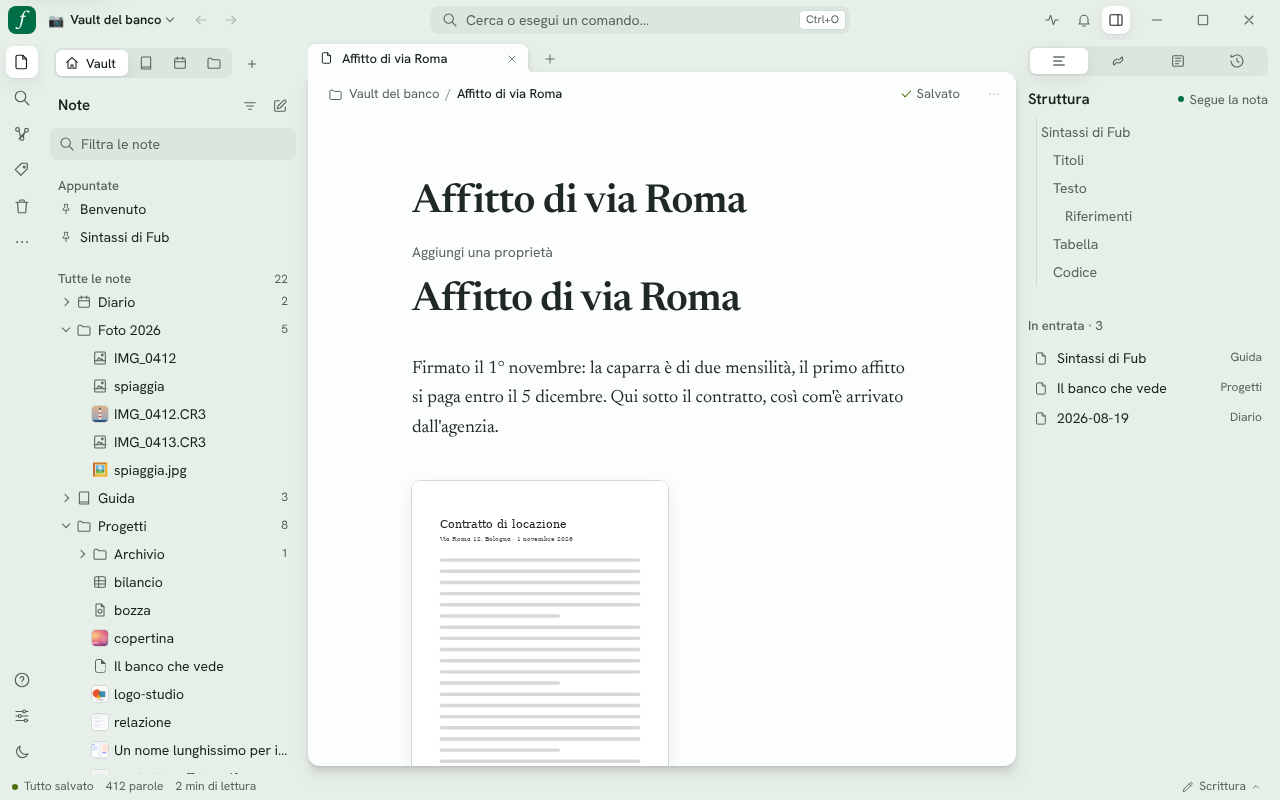 Vault del banco
Cerca o esegui un comando…
Ctrl+O
Vault
Note
Filtra le note
Appuntate
Benvenuto
Sintassi di Fub
Tutte le note 22
Diario 2
Foto 2026 5
IMG_0412
spiaggia
IMG_0412.CR3
IMG_0413.CR3
spiaggia.jpg
Guida 3
Progetti 8
Archivio 1
bilancio
bozza
copertina
Il banco che vede
logo-studio
relazione
Un nome lunghissimo per i…
Affitto di via Roma
Vault del banco / Affitto di via Roma
Salvato
Affitto di via Roma
Aggiungi una proprietà
Affitto di via Roma
Firmato il 1° novembre: la caparra è di due mensilità, il primo affitto
si paga entro il 5 dicembre. Qui sotto il contratto, così com'è arrivato
dall'agenzia.
Contratto di locazione
Via Roma 12, Bologna · 1 novembre 2026
Struttura
Segue la nota
Sintassi di Fub
Titoli
Testo
Riferimenti
Tabella
Codice
In entrata · 3
Sintassi di Fub Guida
Il banco che vede Progetti
2026-08-19 Diario
Tutto salvato 412 parole 2 min di lettura
Scrittura